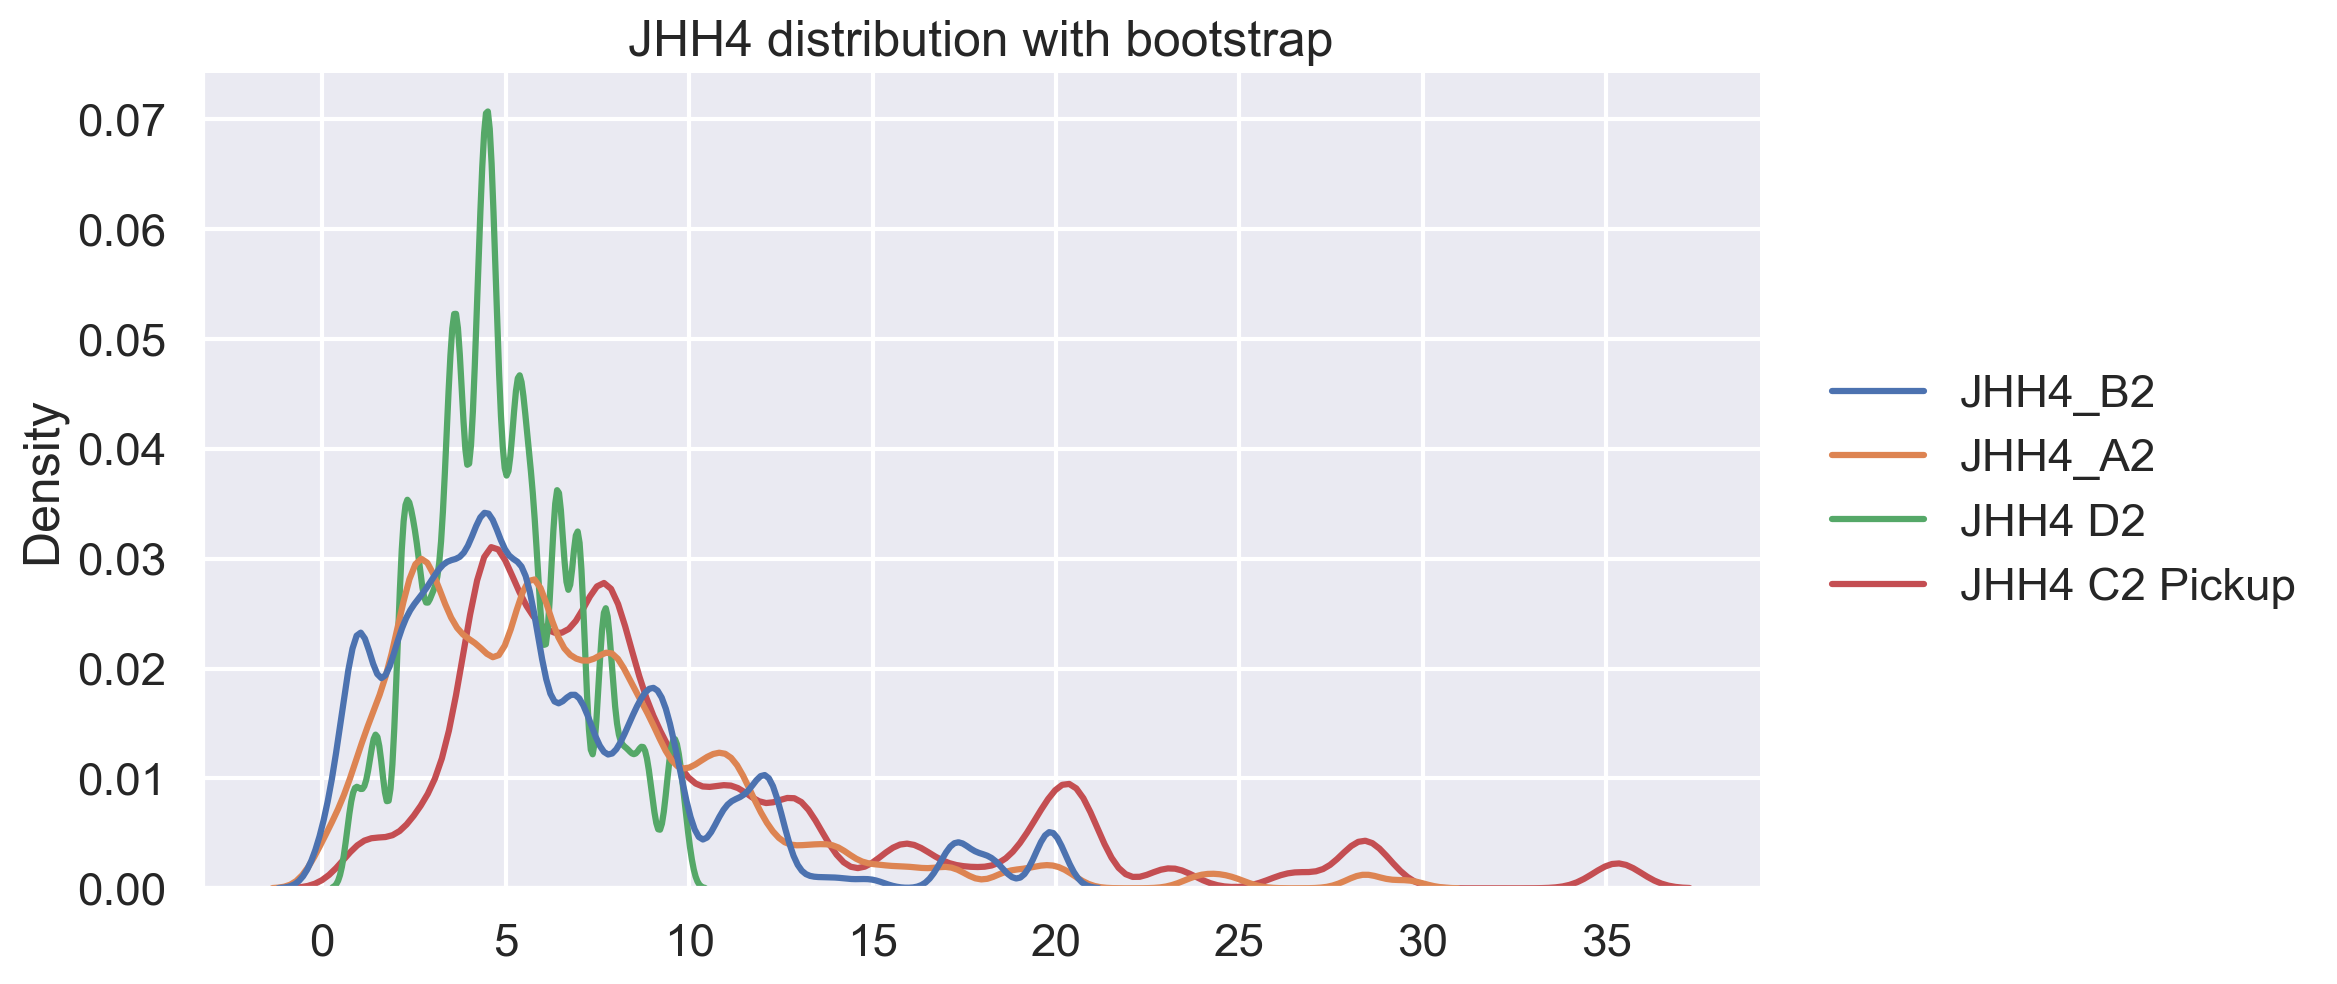 JHH4 distribution with bootstrap
Density
0.07
0.06
0.05
0.04
0.03
0.02
0.01
0.00
0 5 10 15 20 25 30 35
JHH4_B2
JHH4_A2
JHH4 D2
JHH4 C2 Pickup